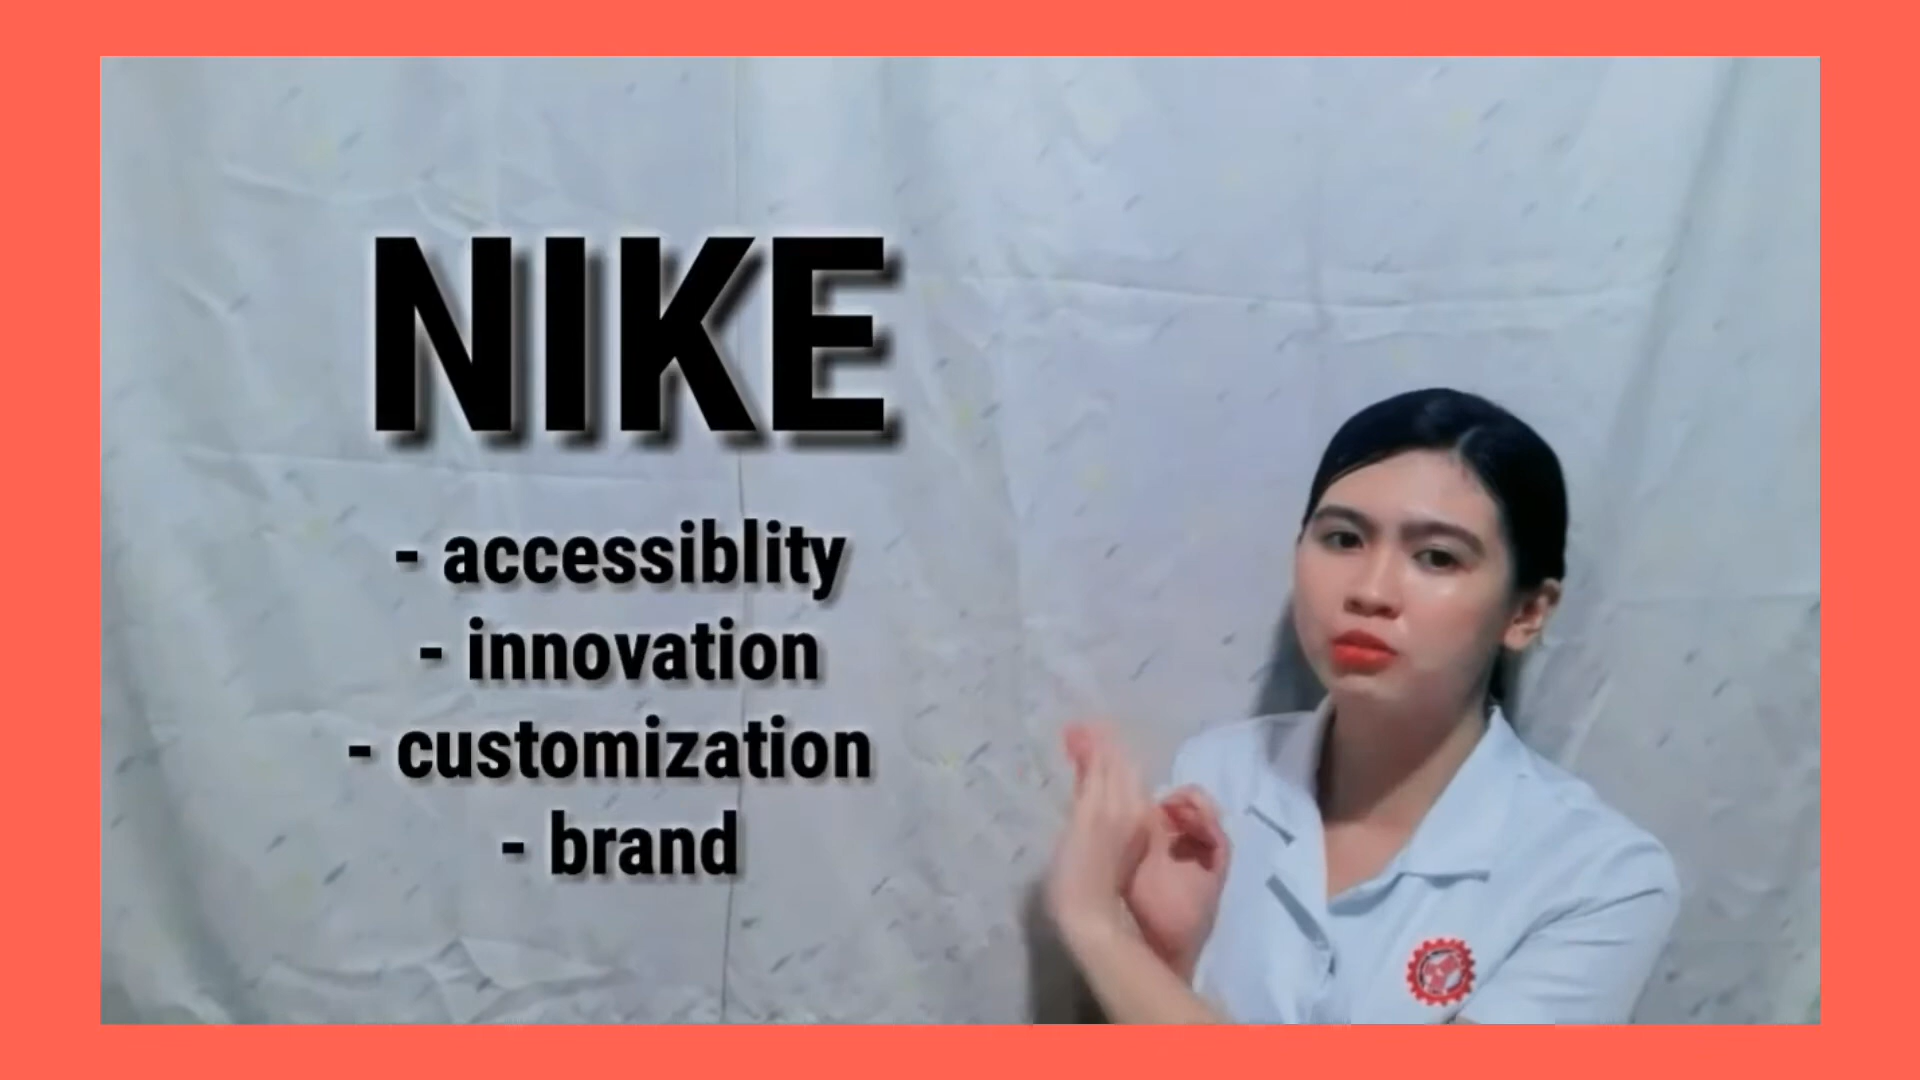 NIKE
- accessiblity
- innovation
- customization
- brand